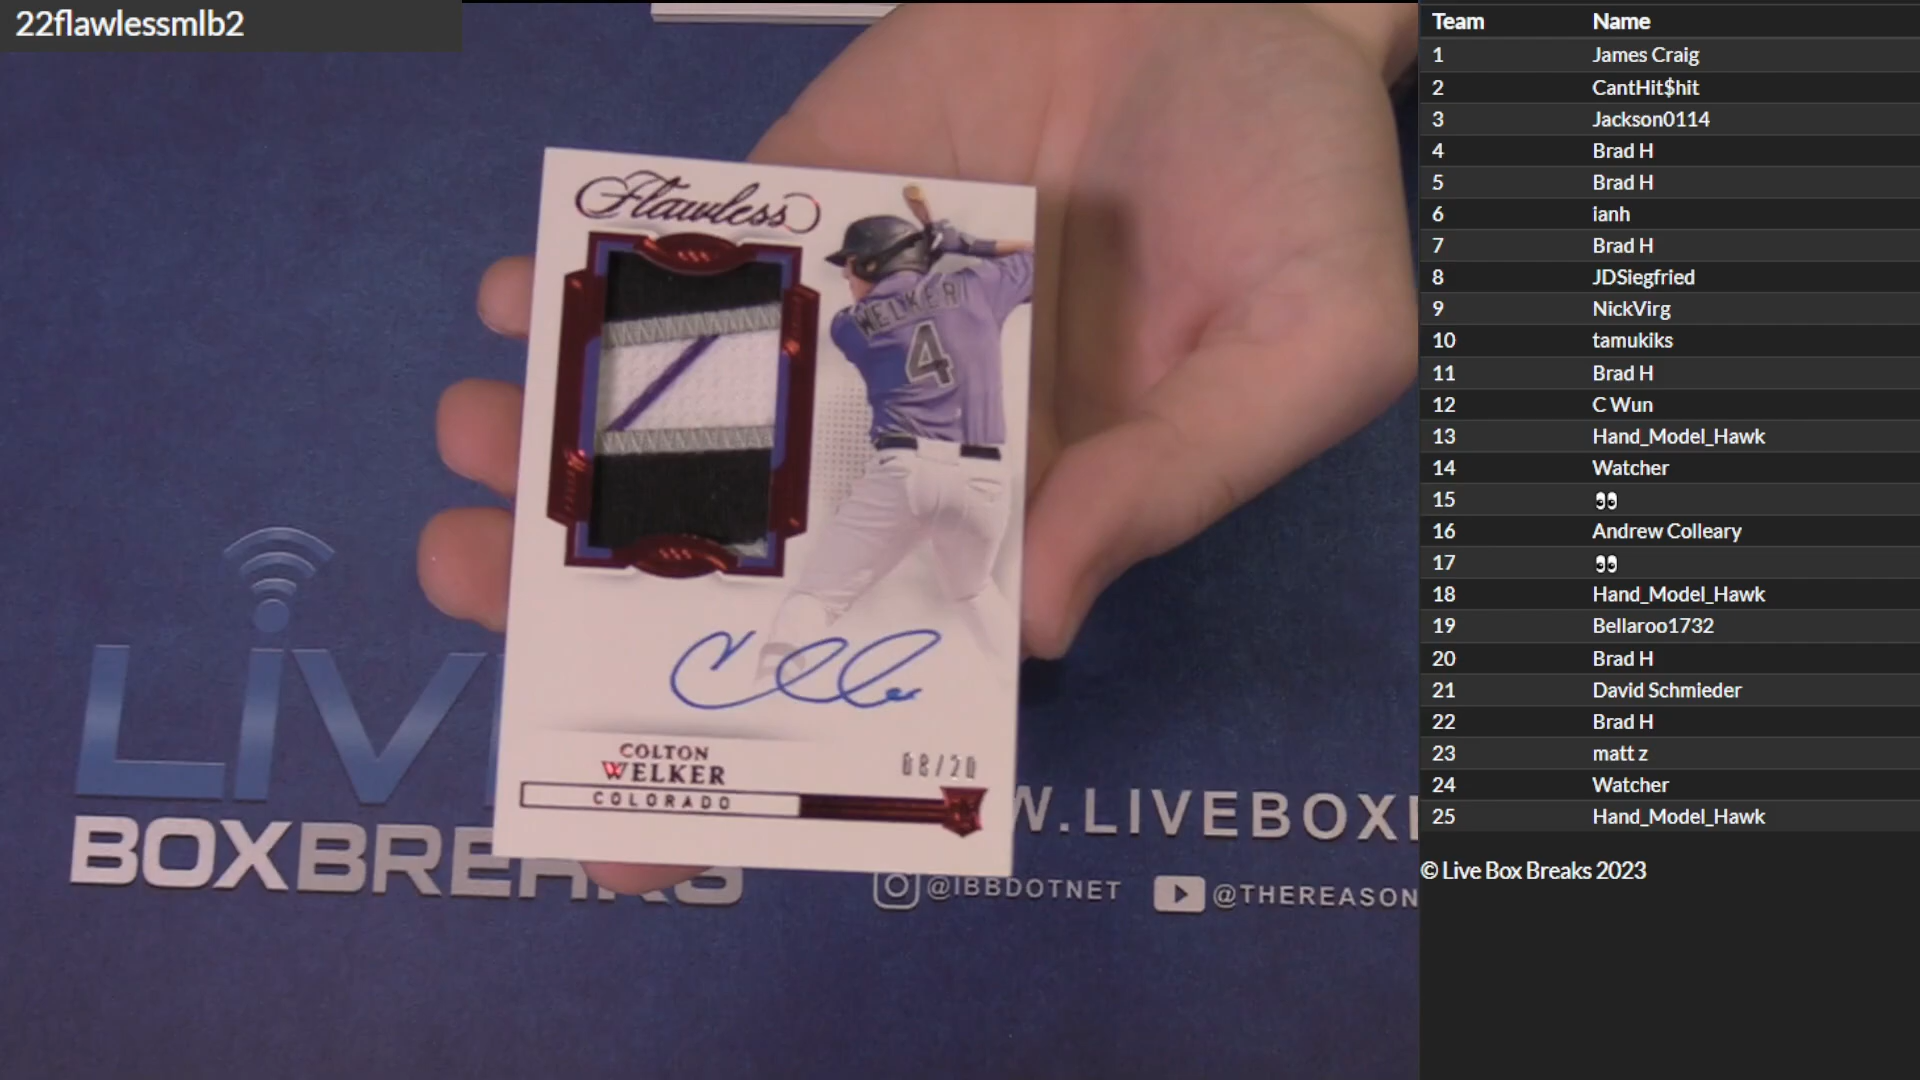 22flawlessmlb2
Flawless
WELKER
4
COLTON
WELKER
COLORADO
08/20
LiV
BOXBREAKS
W.LIVEBOX
@IBBDOTNET
@THEREASON
Team Name
1 James Craig
2 CantHit$hit
3 Jackson0114
4 Brad H
5 Brad H
6 ianh
7 Brad H
8 JDSiegfried
9 NickVirg
10 tamukiks
11 Brad H
12 C Wun
13 Hand_Model_Hawk
14 Watcher
15 👀
16 Andrew Colleary
17 👀
18 Hand_Model_Hawk
19 Bellaroo1732
20 Brad H
21 David Schmieder
22 Brad H
23 matt z
24 Watcher
25 Hand_Model_Hawk
© Live Box Breaks 2023